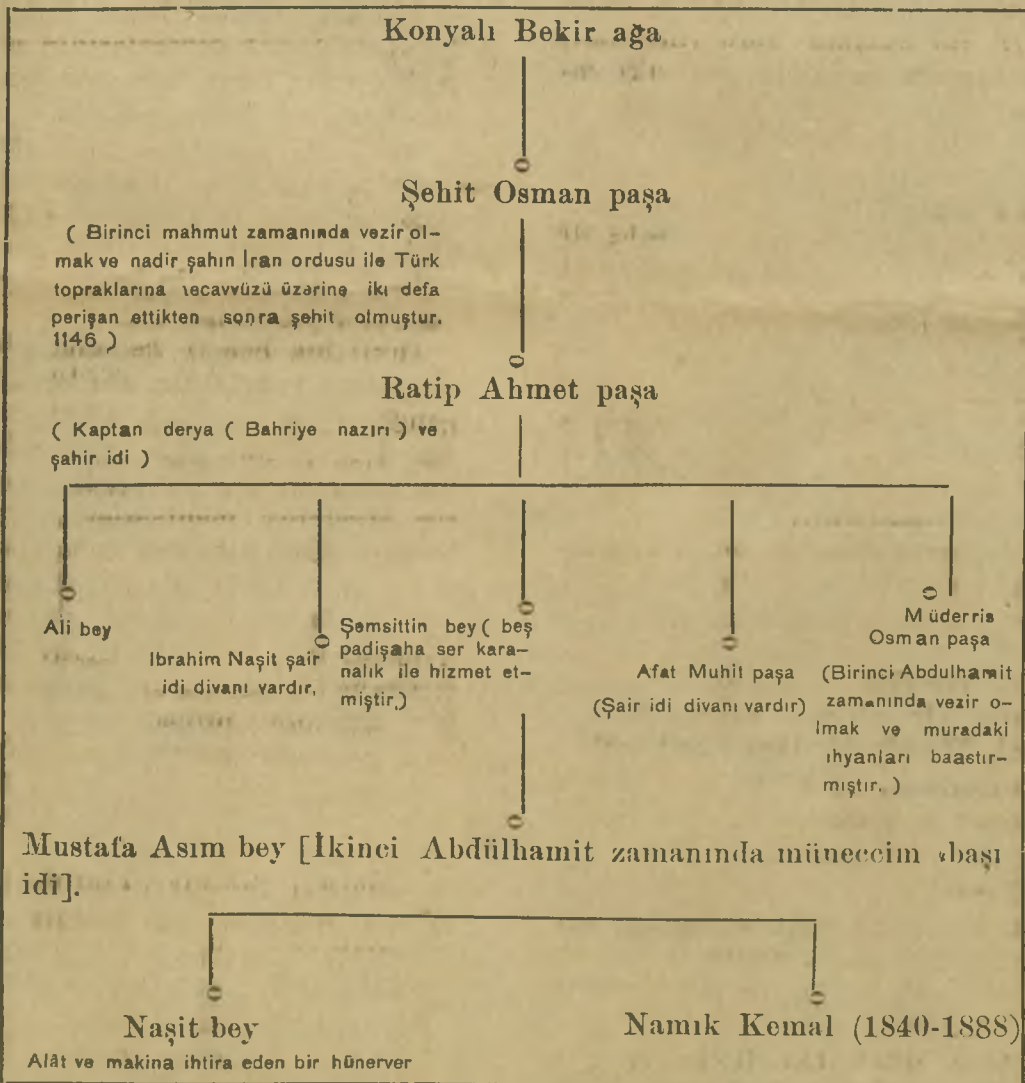 Konyalı Bekir ağa
Şehit Osman paşa
( Birinci mahmut zamanında vezir ol-
mak ve nadir şahın İran ordusu ile Türk
topraklarına tecavvüzü üzerine iki defa
perişan ettikten sonra şehit olmuştur.
1146 )
Ratip Ahmet paşa
( Kaptan derya ( Bahriye nazırı ) ve
şahir idi )
Ali bey
Ibrahim Naşit şair
idi divanı vardır.
Şemsittin bey ( beş
padişaha ser kara-
nalık ile hizmet et-
miştir.)
Afat Muhit paşa
(Şair idi divanı vardır)
Müderris
Osman paşa
(Birinci Abdulhamit
zamanında vezir o-
lmak ve muradaki
ıhyanları baastır-
mıştır. )
Mustafa Asım bey [İkinci Abdülhamit zamanında müneccim başı
idi].
Naşit bey
Alât ve makina ihtira eden bir hünerver
Namık Kemal (1840-1888)